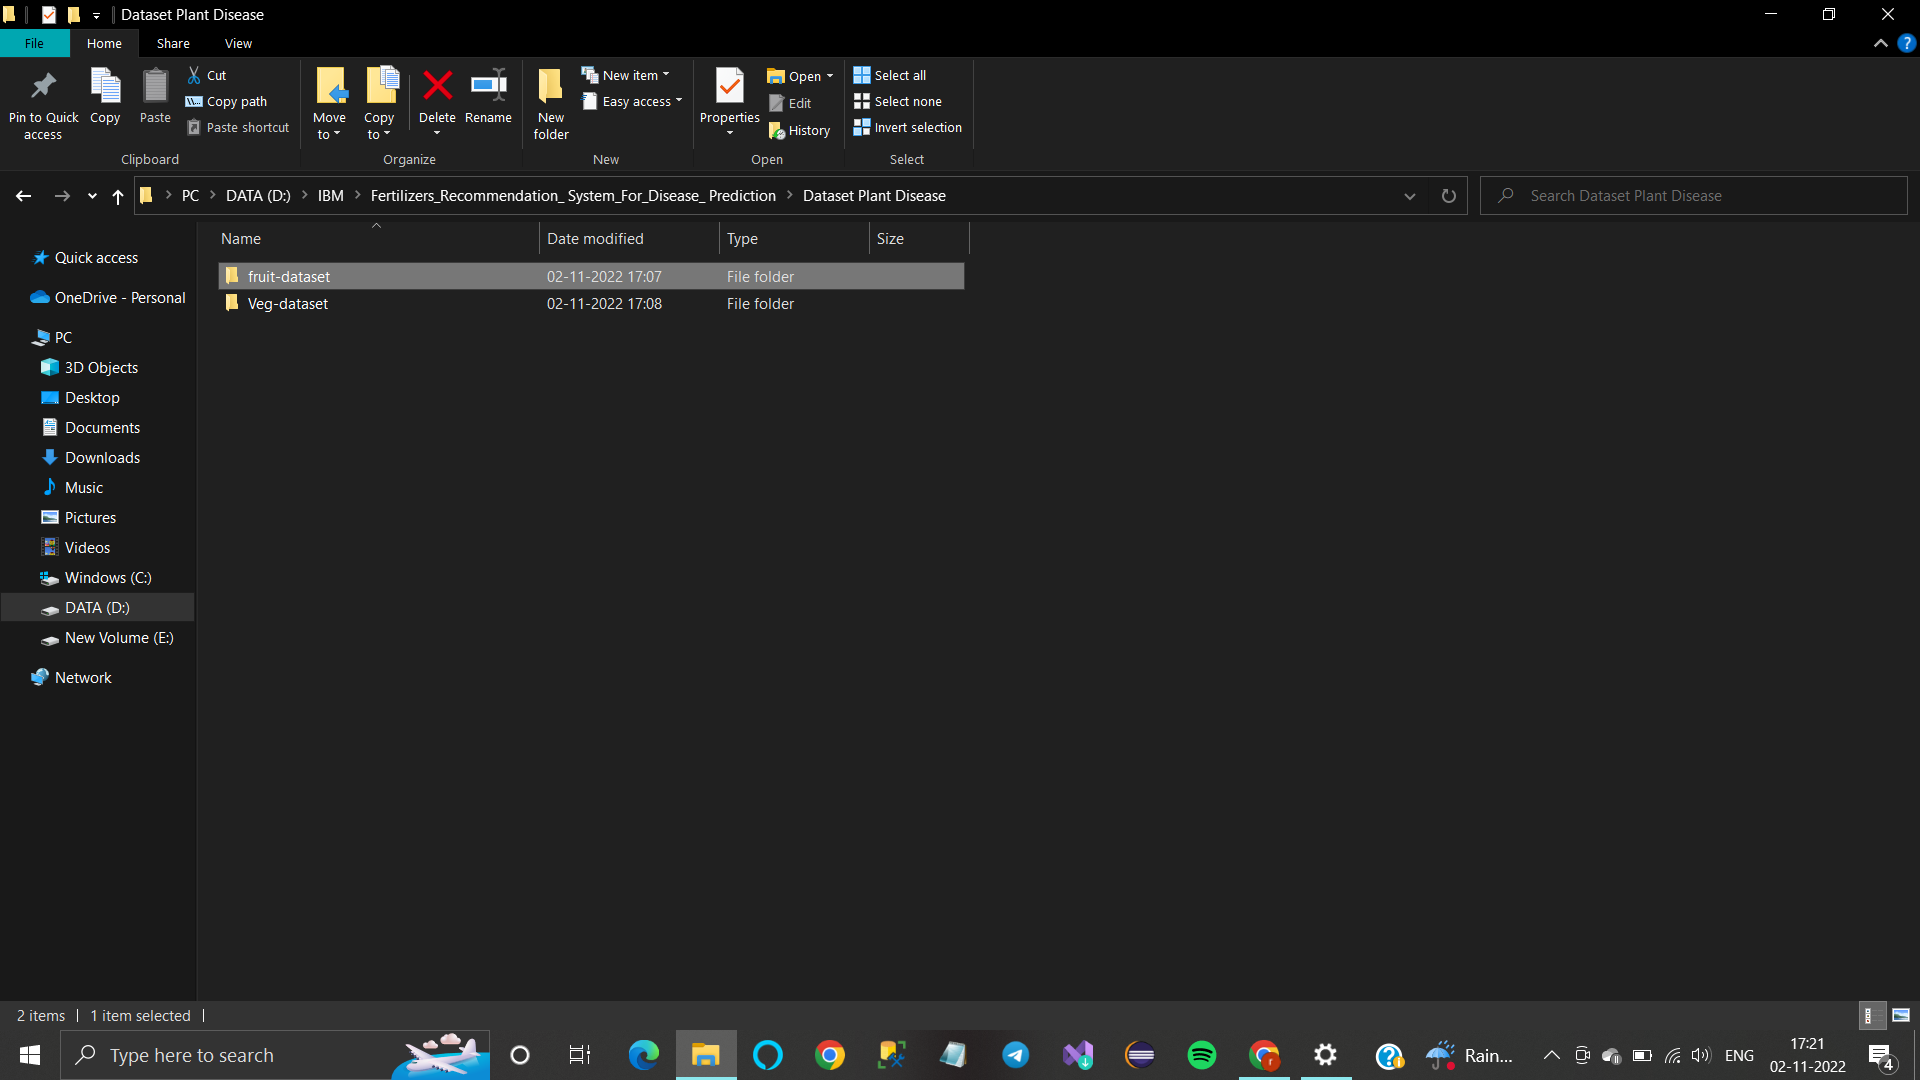 Dataset Plant Disease
File Home Share View
Pin to Quick access
Copy
Paste
Cut
Copy path
Paste shortcut
Clipboard
Move to
Copy to
Delete
Rename
Organize
New folder
New item
Easy access
New
Properties
Open
Edit
History
Open
Select all
Select none
Invert selection
Select
PC DATA (D:) IBM Fertilizers_Recommendation_ System_For_Disease_ Prediction Dataset Plant Disease
Search Dataset Plant Disease
Name Date modified Type Size
fruit-dataset 02-11-2022 17:07 File folder
Veg-dataset 02-11-2022 17:08 File folder
Quick access
OneDrive - Personal
PC
3D Objects
Desktop
Documents
Downloads
Music
Pictures
Videos
Windows (C:)
DATA (D:)
New Volume (E:)
Network
2 items 1 item selected
Type here to search
Rain...
ENG
17:21
02-11-2022
4